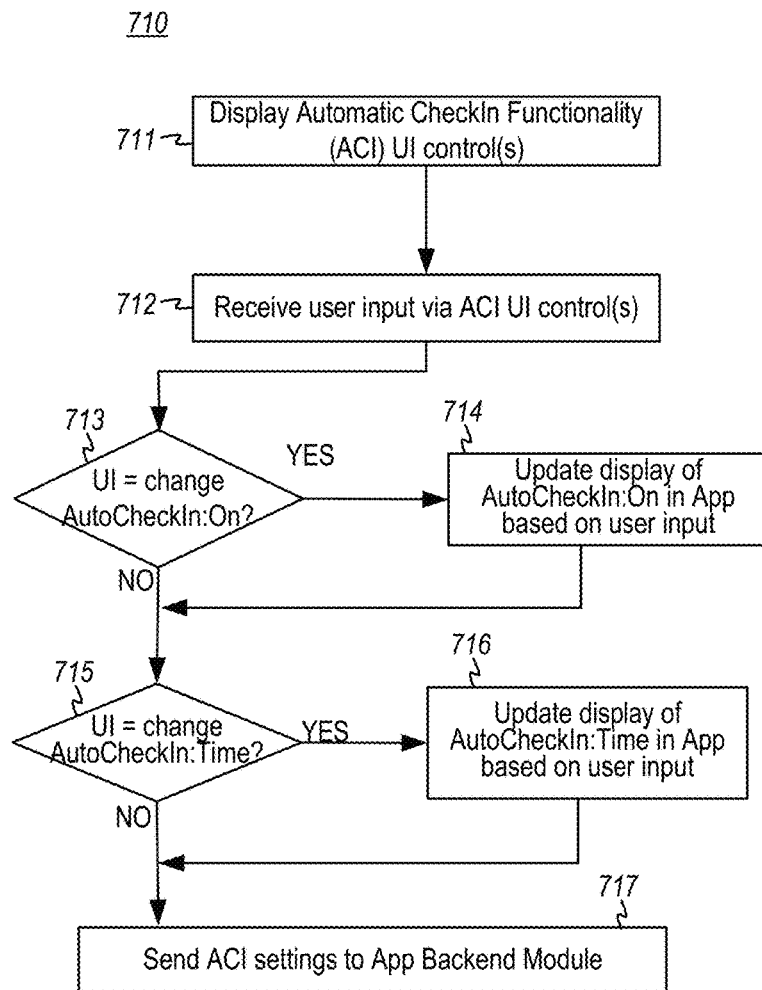 710
Display Automatic CheckIn Functionality
(ACI) UI control(s)
711
712
Receive user input via ACI UI control(s)
713
UI = change
AutoCheckIn:On?
YES
NO
714
Update display of
AutoCheckIn:On in App
based on user input
715
UI = change
AutoCheckIn:Time?
YES
NO
716
Update display of
AutoCheckIn:Time in App
based on user input
717
Send ACI settings to App Backend Module